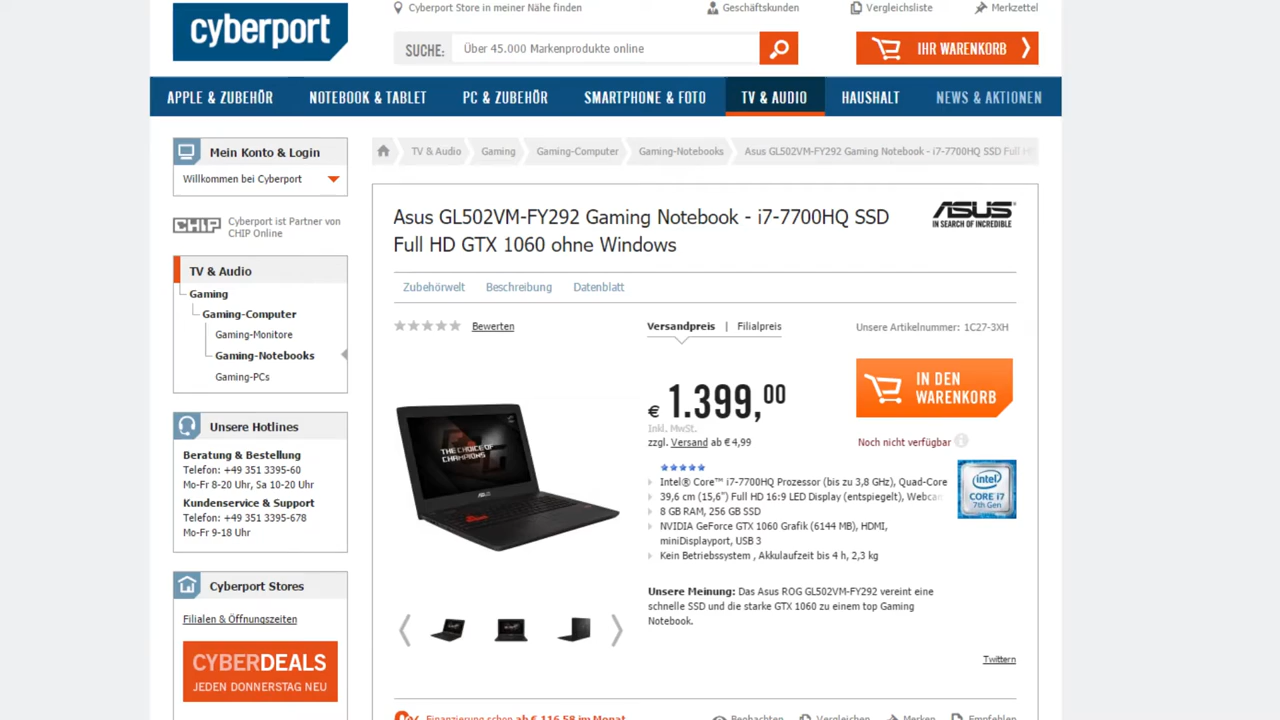 cyberport
Cyberport Store in meiner Nähe finden
Geschäftskunden
Vergleichsliste
Merkzettel
SUCHE:
Über 45.000 Markenprodukte online
IHR WARENKORB
APPLE & ZUBEHÖR
NOTEBOOK & TABLET
PC & ZUBEHÖR
SMARTPHONE & FOTO
TV & AUDIO
HAUSHALT
NEWS & AKTIONEN
Mein Konto & Login
Willkommen bei Cyberport
CHIP
Cyberport ist Partner von
CHIP Online
TV & Audio
Gaming
Gaming-Computer
Gaming-Monitore
Gaming-Notebooks
Gaming-PCs
Unsere Hotlines
Beratung & Bestellung
Telefon: +49 351 3395-60
Mo-Fr 8-20 Uhr, Sa 10-20 Uhr
Kundenservice & Support
Telefon: +49 351 3395-678
Mo-Fr 9-18 Uhr
Cyberport Stores
Filialen & Öffnungszeiten
CYBERDEALS
JEDEN DONNERSTAG NEU
TV & Audio
Gaming
Gaming-Computer
Gaming-Notebooks
Asus GL502VM-FY292 Gaming Notebook - i7-7700HQ SSD Full
Asus GL502VM-FY292 Gaming Notebook - i7-7700HQ SSD
Full HD GTX 1060 ohne Windows
ASUS
IN SEARCH OF INCREDIBLE
Zubehörwelt
Beschreibung
Datenblatt
Bewerten
Versandpreis | Filialpreis
Unsere Artikelnummer: 1C27-3XH
THE CHOICE OF
CHAMPIONS
€ 1.399,00
Inkl. MwSt.
zzgl. Versand ab € 4,99
IN DEN
WARENKORB
Noch nicht verfügbar
Intel® Core™ i7-7700HQ Prozessor (bis zu 3,8 GHz), Quad-Core
39,6 cm (15,6") Full HD 16:9 LED Display (entspiegelt), Webcam
8 GB RAM, 256 GB SSD
NVIDIA GeForce GTX 1060 Grafik (6144 MB), HDMI,
miniDisplayport, USB 3
Kein Betriebssystem , Akkulaufzeit bis 4 h, 2,3 kg
intel
CORE i7
7th Gen
Unsere Meinung: Das Asus ROG GL502VM-FY292 vereint eine
schnelle SSD und die starke GTX 1060 zu einem top Gaming
Notebook.
Twittern
Finanzierung schon ab € 116,58 im Monat
Beobachten
Vergleichen
Merken
Empfehlen